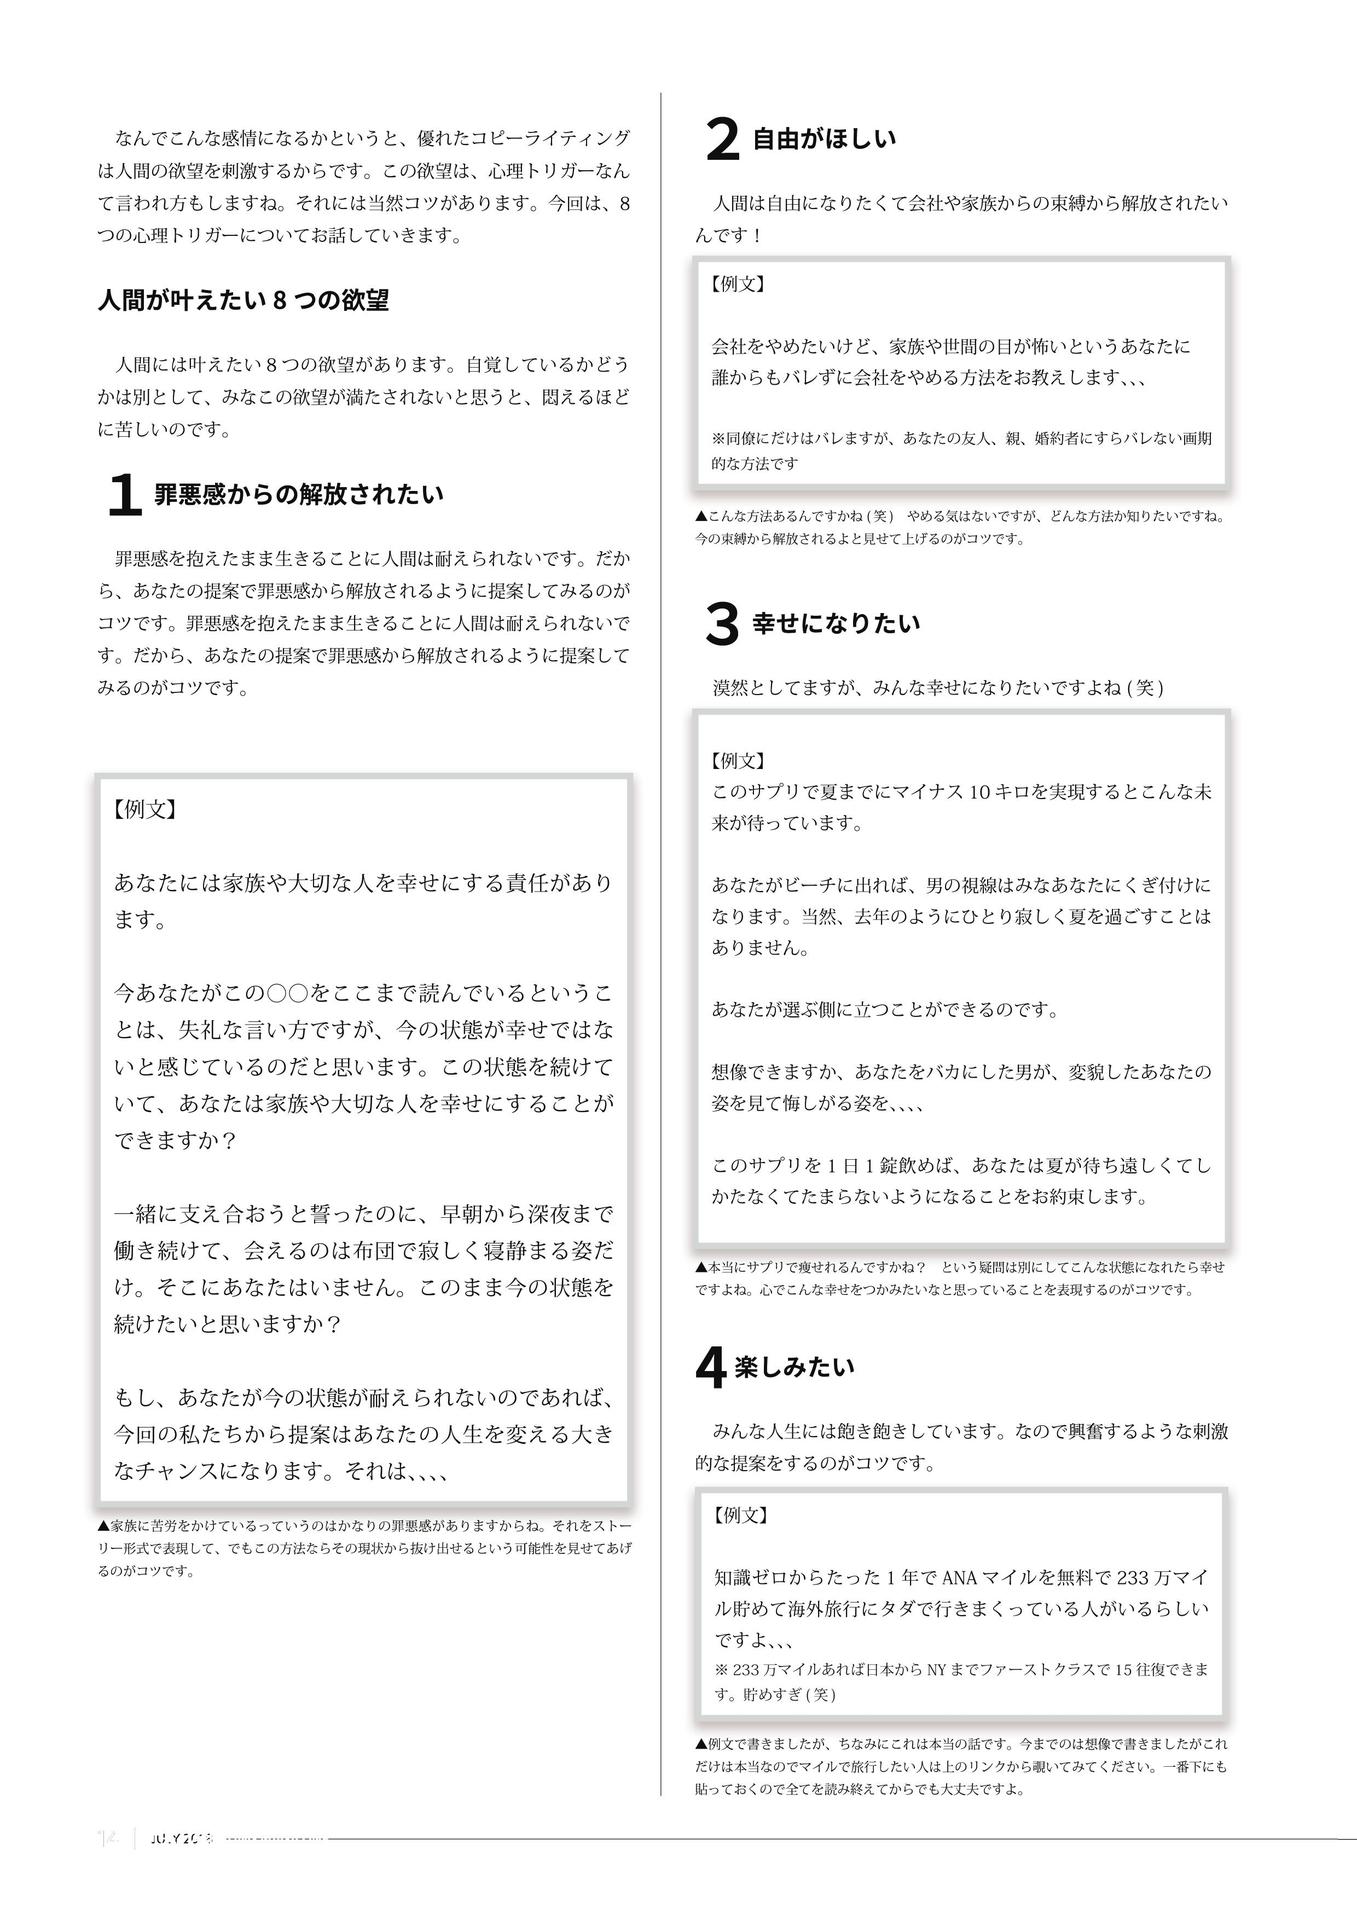 なんでこんな感情になるかというと、優れたコピーライティング
は人間の欲望を刺激するからです。この欲望は、心理トリガーなん
て言われ方もしますね。それには当然コツがあります。今回は、8
つの心理トリガーについてお話していきます。
人間が叶えたい 8 つの欲望
人間には叶えたい 8 つの欲望があります。自覚しているかどう
かは別として、みなこの欲望が満たされないと思うと、悶えるほど
に苦しいのです。
1 罪悪感からの解放されたい
罪悪感を抱えたまま生きることに人間は耐えられないです。だか
ら、あなたの提案で罪悪感から解放されるように提案してみるのが
コツです。罪悪感を抱えたまま生きることに人間は耐えられないで
す。だから、あなたの提案で罪悪感から解放されるように提案して
みるのがコツです。
【例文】
あなたには家族や大切な人を幸せにする責任があり
ます。
今あなたがこの〇〇をここまで読んでいるというこ
とは、失礼な言い方ですが、今の状態が幸せではな
いと感じているのだと思います。この状態を続けて
いて、あなたは家族や大切な人を幸せにすることが
できますか？
一緒に支え合おうと誓ったのに、早朝から深夜まで
働き続けて、会えるのは布団で寂しく寝静まる姿だ
け。そこにあなたはいません。このまま今の状態を
続けたいと思いますか？
もし、あなたが今の状態が耐えられないのであれば、
今回の私たちから提案はあなたの人生を変える大き
なチャンスになります。それは、、、、
▲家族に苦労をかけているっていうのはかなりの罪悪感がありますからね。それをストー
リー形式で表現して、でもこの方法ならその現状から抜け出せるという可能性を見せてあげ
るのがコツです。
2 自由がほしい
人間は自由になりたくて会社や家族からの束縛から解放されたい
んです！
【例文】
会社をやめたいけど、家族や世間の目が怖いというあなたに
誰からもバレずに会社をやめる方法をお教えします、、、
※同僚にだけはバレますが、あなたの友人、親、婚約者にすらバレない画期
的な方法です
▲こんな方法あるんですかね ( 笑 )　やめる気はないですが、どんな方法か知りたいですね。
今の束縛から解放されるよと見せて上げるのがコツです。
3 幸せになりたい
漠然としてますが、みんな幸せになりたいですよね ( 笑 )
【例文】
このサプリで夏までにマイナス 10 キロを実現するとこんな未
来が待っています。
あなたがビーチに出れば、男の視線はみなあなたにくぎ付けに
なります。当然、去年のようにひとり寂しく夏を過ごすことは
ありません。
あなたが選ぶ側に立つことができるのです。
想像できますか、あなたをバカにした男が、変貌したあなたの
姿を見て悔しがる姿を、、、、
このサプリを 1 日 1 錠飲めば、あなたは夏が待ち遠しくてし
かたなくてたまらないようになることをお約束します。
▲本当にサプリで痩せれるんですかね？　という疑問は別にしてこんな状態になれたら幸せ
ですよね。心でこんな幸せをつかみたいなと思っていることを表現するのがコツです。
4 楽しみたい
みんな人生には飽き飽きしています。なので興奮するような刺激
的な提案をするのがコツです。
【例文】
知識ゼロからたった 1 年で ANA マイルを無料で 233 万マイ
ル貯めて海外旅行にタダで行きまくっている人がいるらしい
ですよ、、、
※ 233 万マイルあれば日本から NY までファーストクラスで 15 往復できま
す。貯めすぎ ( 笑 )
▲例文で書きましたが、ちなみにこれは本当の話です。今までのは想像で書きましたがこれ
だけは本当なのでマイルで旅行したい人は上のリンクから覗いてみてください。一番下にも
貼っておくので全てを読み終えてからでも大丈夫ですよ。
JULY